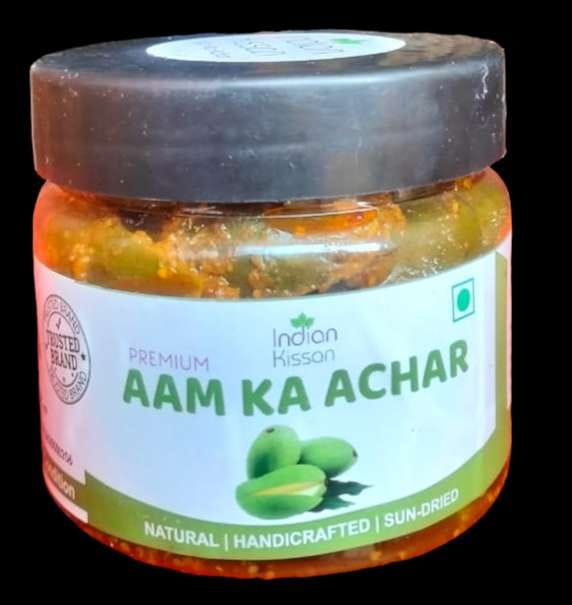 Indian
Kissan
PREMIUM
AAM KA ACHAR
TRUSTED
BRAND
NATURAL | HANDICRAFTED | SUN-DRIED